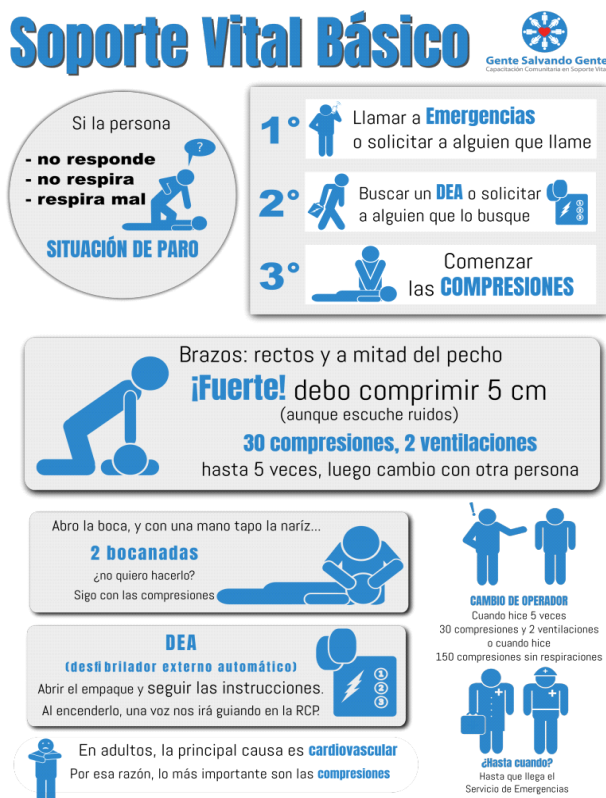 Soporte Vital Básico
Gente Salvando Gente
Capacitación Comunitaria en Soporte Vital
Si la persona
?
- no responde
- no respira
- respira mal
SITUACIÓN DE PARO
1° Llamar a Emergencias
o solicitar a alguien que llame
2° Buscar un DEA o solicitar
a alguien que lo busque
1
2
3
3° Comenzar
las COMPRESIONES
Brazos: rectos y a mitad del pecho
¡Fuerte! debo comprimir 5 cm
(aunque escuche ruidos)
30 compresiones, 2 ventilaciones
hasta 5 veces, luego cambio con otra persona
Abro la boca, y con una mano tapo la naríz...
2 bocanadas
¿no quiero hacerlo?
Sigo con las compresiones
DEA
(desfibrilador externo automático)
Abrir el empaque y seguir las instrucciones.
Al encenderlo, una voz nos irá guiando en la RCP.
1
2
3
En adultos, la principal causa es cardiovascular
Por esa razón, lo más importante son las compresiones
!
CAMBIO DE OPERADOR
Cuando hice 5 veces
30 compresiones y 2 ventilaciones
o cuando hice
150 compresiones sin respiraciones
¿Hasta cuando?
Hasta que llega el
Servicio de Emergencias